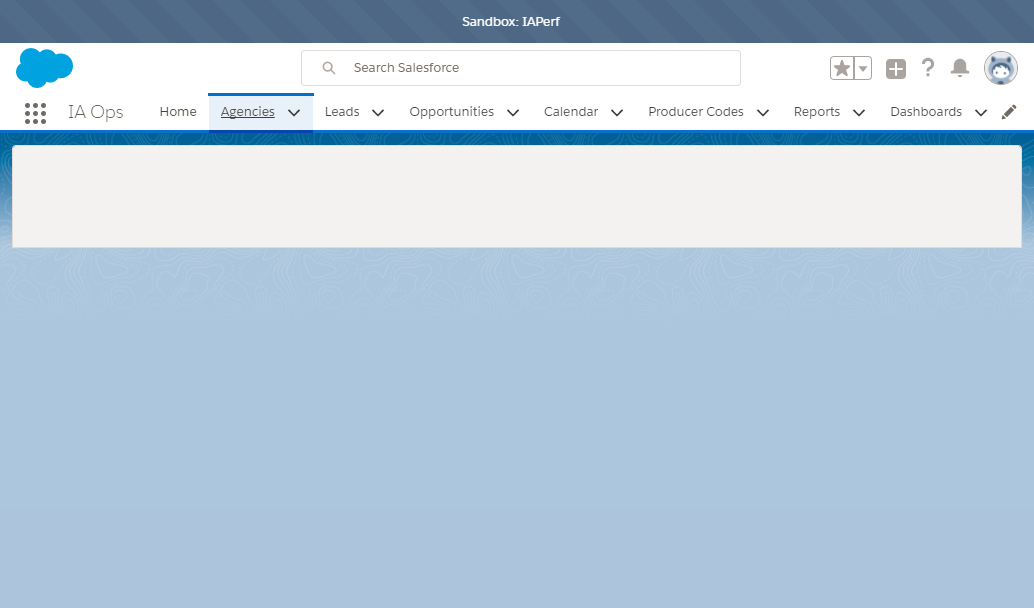 Sandbox: IAPerf
Search Salesforce
IA Ops Home Agencies Leads Opportunities Calendar Producer Codes Reports Dashboards